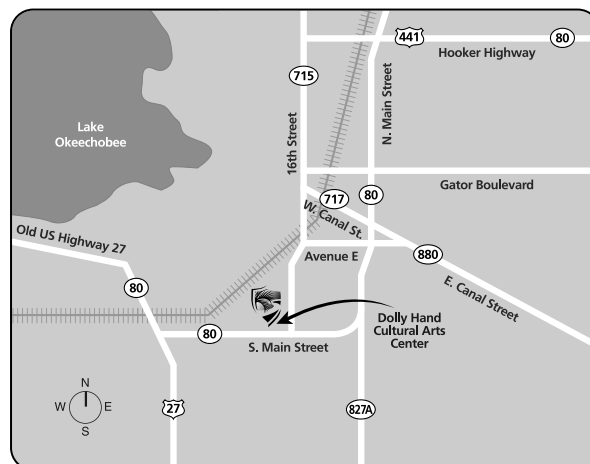 441
80
Hooker Highway
715
N. Main Street
Lake
Okeechobee
16th Street
Gator Boulevard
717
80
W. Canal St.
Old US Highway 27
Avenue E
880
E. Canal Street
80
80
S. Main Street
Dolly Hand
Cultural Arts
Center
N
W E
S
27
827A